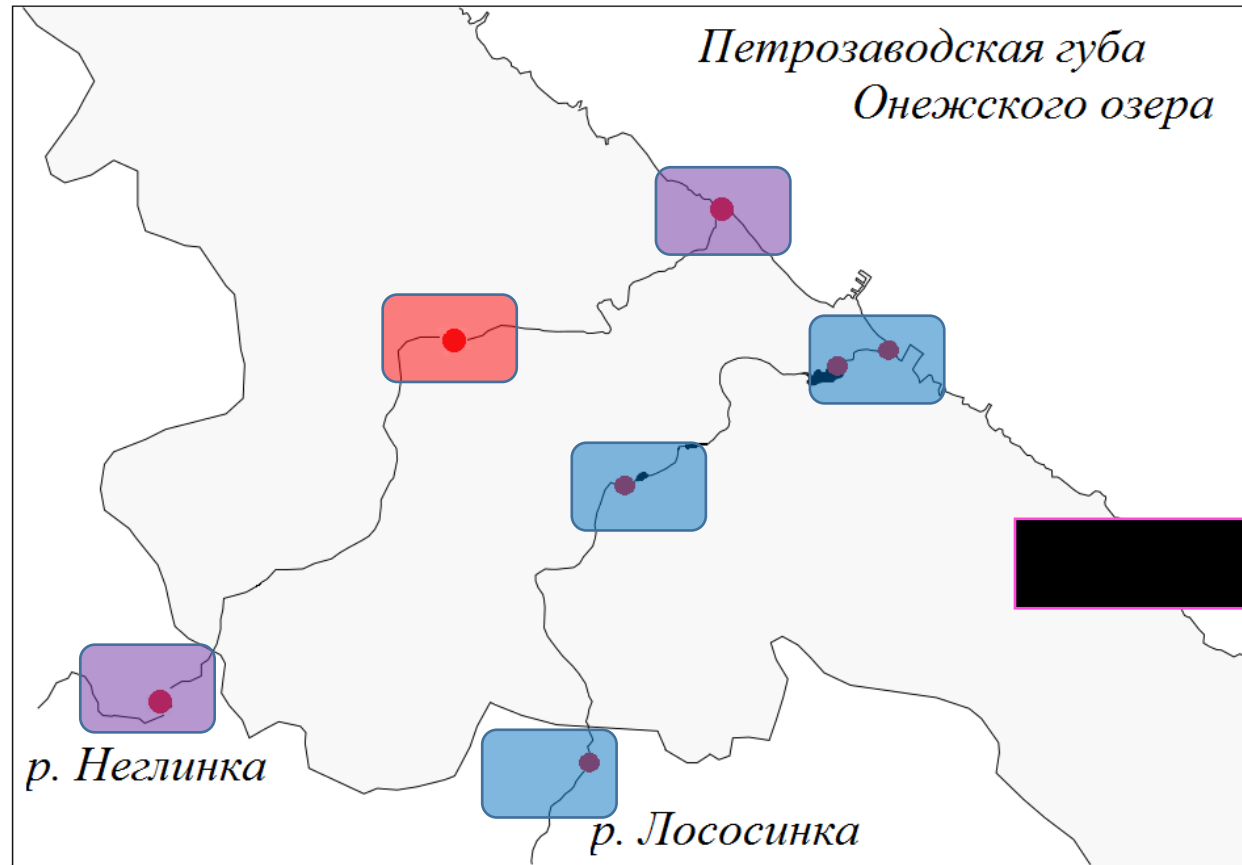 Петрозаводская губа
Онежского озера
р. Неглинка
р. Лососинка